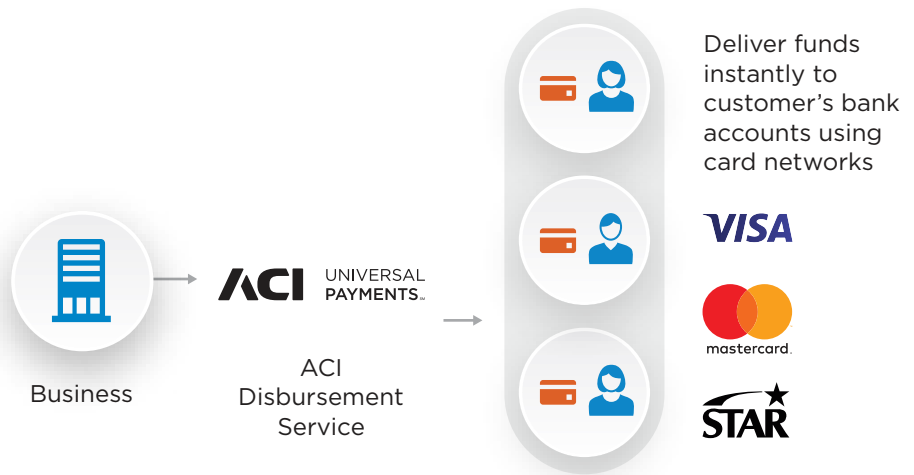 Business
ACI
UNIVERSAL
PAYMENTS℠
ACI
Disbursement
Service
Deliver funds
instantly to
customer’s bank
accounts using
card networks
VISA
mastercard.
STAR